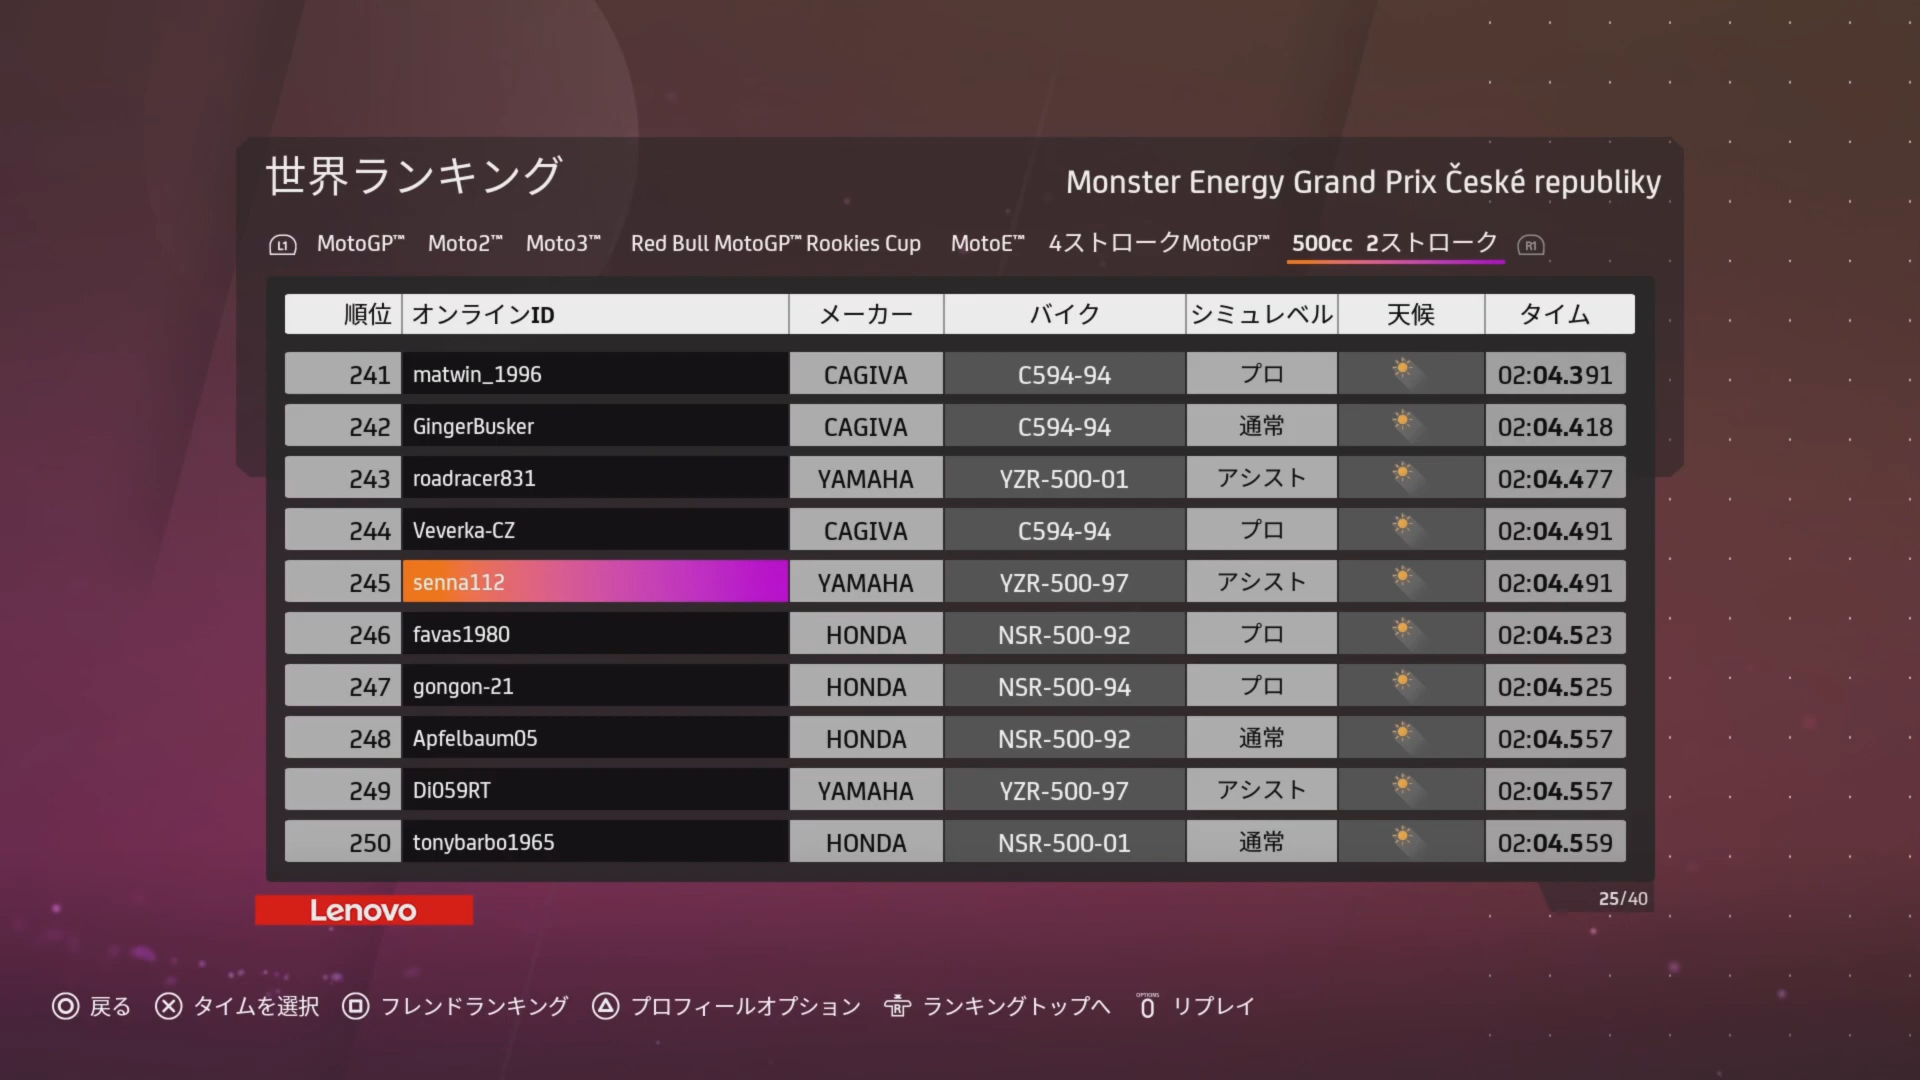 世界ランキング
Monster Energy Grand Prix České republiky
L1 MotoGP™ Moto2™ Moto3™ Red Bull MotoGP™ Rookies Cup MotoE™ 4ストロークMotoGP™ 500cc 2ストローク R1
順位 オンラインID メーカー バイク シミュレベル 天候 タイム
241 matwin_1996 CAGIVA C594-94 プロ 02:04.391
242 GingerBusker CAGIVA C594-94 通常 02:04.418
243 roadracer831 YAMAHA YZR-500-01 アシスト 02:04.477
244 Veverka-CZ CAGIVA C594-94 プロ 02:04.491
245 senna112 YAMAHA YZR-500-97 アシスト 02:04.491
246 favas1980 HONDA NSR-500-92 プロ 02:04.523
247 gongon-21 HONDA NSR-500-94 プロ 02:04.525
248 Apfelbaum05 HONDA NSR-500-92 通常 02:04.557
249 Di059RT YAMAHA YZR-500-97 アシスト 02:04.557
250 tonybarbo1965 HONDA NSR-500-01 通常 02:04.559
25/40
Lenovo
戻る タイムを選択 フレンドランキング プロフィールオプション R ランキングトップへ OPTIONS リプレイ